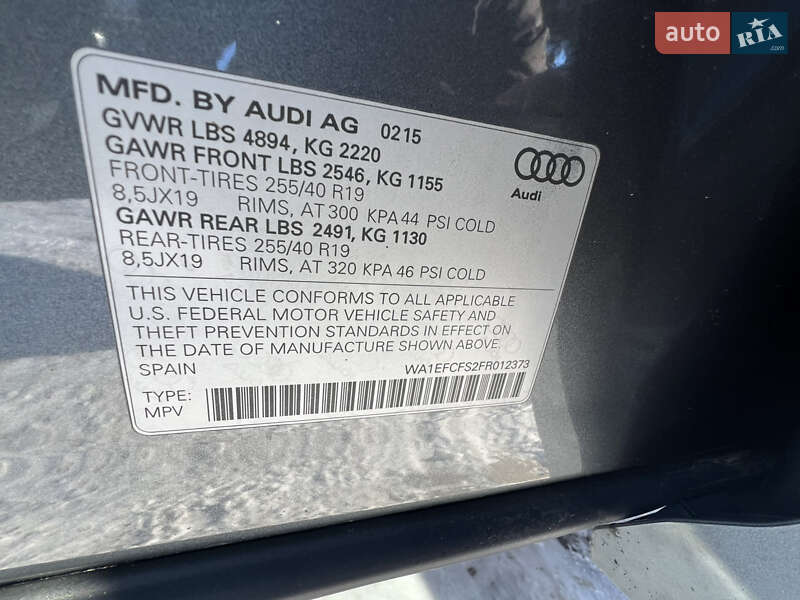 auto RIA .com
MFD. BY AUDI AG 0215
GVWR LBS 4894, KG 2220
GAWR FRONT LBS 2546, KG 1155
FRONT-TIRES 255/40 R19
8,5JX19 RIMS, AT 300 KPA 44 PSI COLD
GAWR REAR LBS 2491, KG 1130
REAR-TIRES 255/40 R19
8,5JX19 RIMS, AT 320 KPA 46 PSI COLD
Audi
THIS VEHICLE CONFORMS TO ALL APPLICABLE
U.S. FEDERAL MOTOR VEHICLE SAFETY AND
THEFT PREVENTION STANDARDS IN EFFECT ON
THE DATE OF MANUFACTURE SHOWN ABOVE.
SPAIN WA1EFCFS2FR012373
TYPE:
MPV